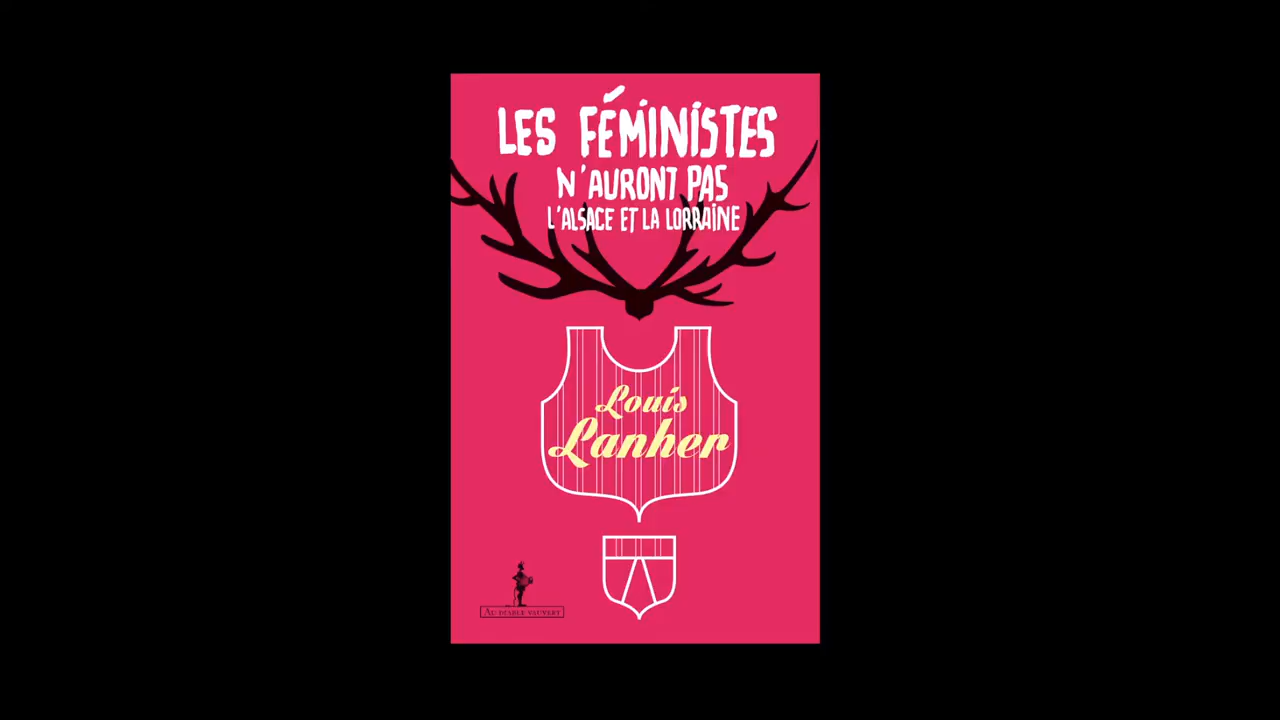 LES FÉMINISTES
N'AURONT PAS
L'ALSACE ET LA LORRAINE
Louis
Lanher
AU DIABLE VAUVERT